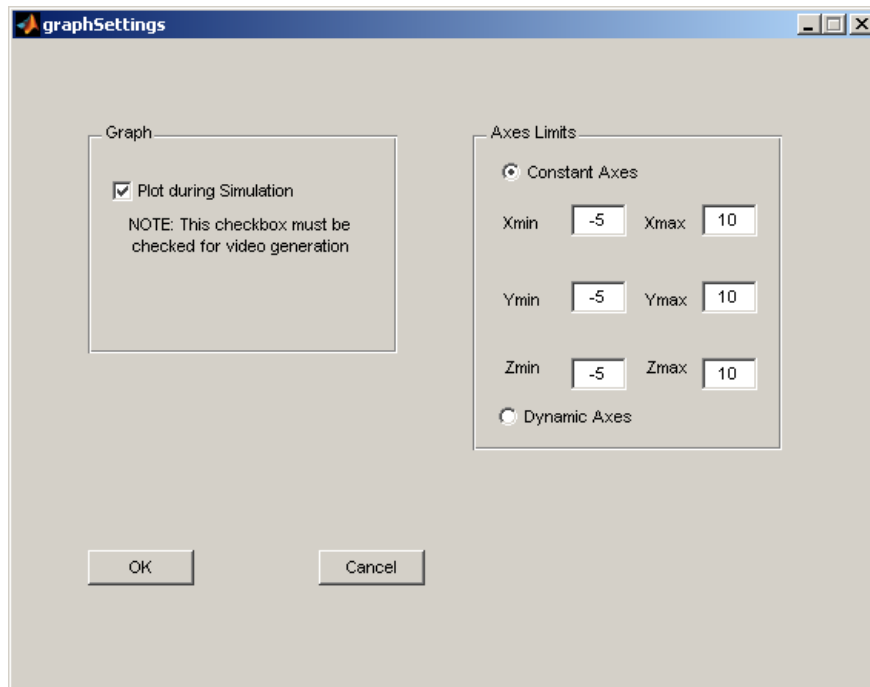 graphSettings
Graph
Plot during Simulation
NOTE: This checkbox must be
checked for video generation
Axes Limits
Constant Axes
Xmin -5 Xmax 10
Ymin -5 Ymax 10
Zmin -5 Zmax 10
Dynamic Axes
OK Cancel